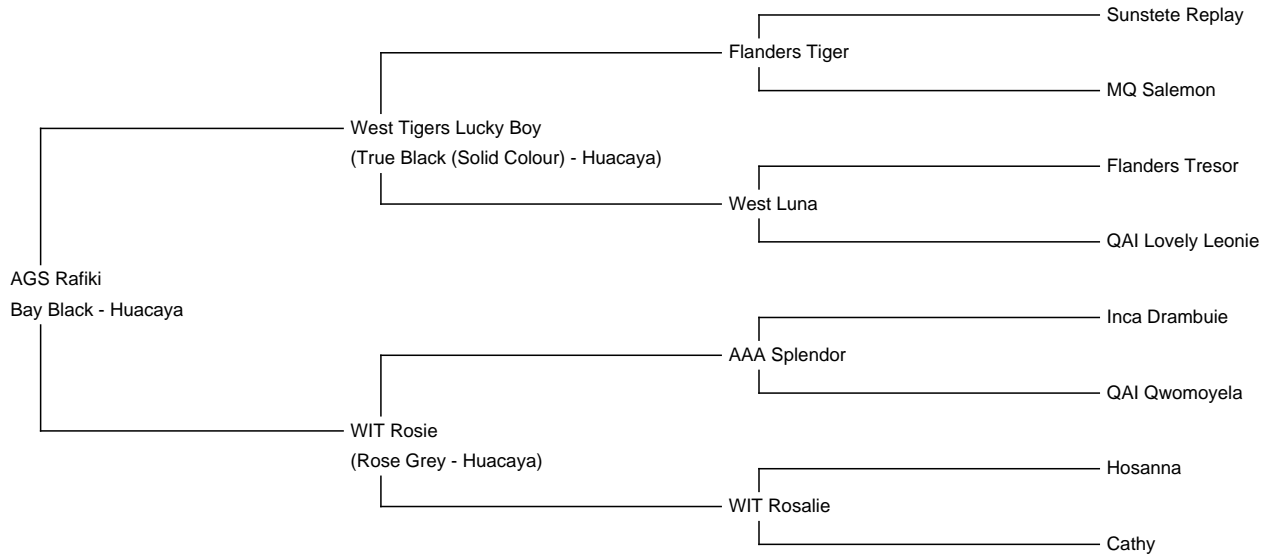 Sunstete Replay
Flanders Tiger
MQ Salemon
West Tigers Lucky Boy
(True Black (Solid Colour) - Huacaya)
Flanders Tresor
West Luna
QAI Lovely Leonie
AGS Rafiki
Bay Black - Huacaya
Inca Drambuie
AAA Splendor
QAI Qwomoyela
WIT Rosie
(Rose Grey - Huacaya)
Hosanna
WIT Rosalie
Cathy